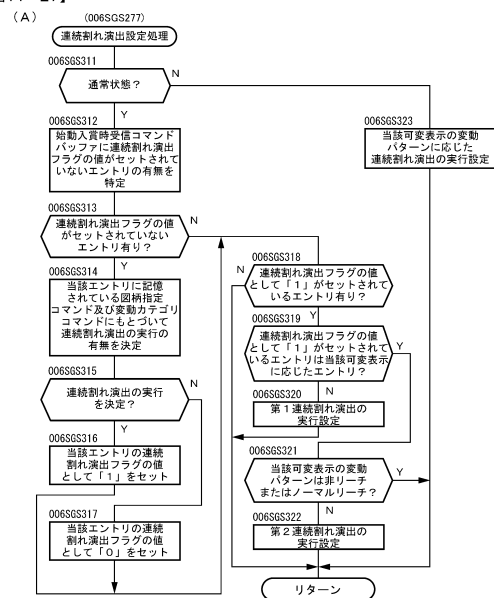 （A）
(006SGS277)
連続割れ演出設定処理
006SGS311
通常状態？
N
Y
006SGS312
始動入賞時受信コマンド
バッファに連続割れ演出
フラグの値がセットされて
いないエントリの有無を
特定
006SGS313
連続割れ演出フラグの値
がセットされていない
エントリ有り？
N
Y
006SGS314
当該エントリに記憶
されている図柄指定
コマンド及び変動カテゴリ
コマンドにもとづいて
連続割れ演出の実行の
有無を決定
006SGS315
連続割れ演出の実行
を決定？
N
Y
006SGS316
当該エントリの連続
割れ演出フラグの値
として「１」をセット
006SGS317
当該エントリの連続
割れ演出フラグの値
として「０」をセット
006SGS323
当該可変表示の変動
パターンに応じた
連続割れ演出の実行設定
006SGS318
連続割れ演出フラグの値
として「１」がセットされて
いるエントリ有り？
N
Y
006SGS319
連続割れ演出フラグの値
として「１」がセットされて
いるエントリは当該可変表示
に応じたエントリ？
Y
N
006SGS320
第１連続割れ演出の
実行設定
006SGS321
当該可変表示の変動
パターンは非リーチ
またはノーマルリーチ？
Y
N
006SGS322
第２連続割れ演出の
実行設定
リターン